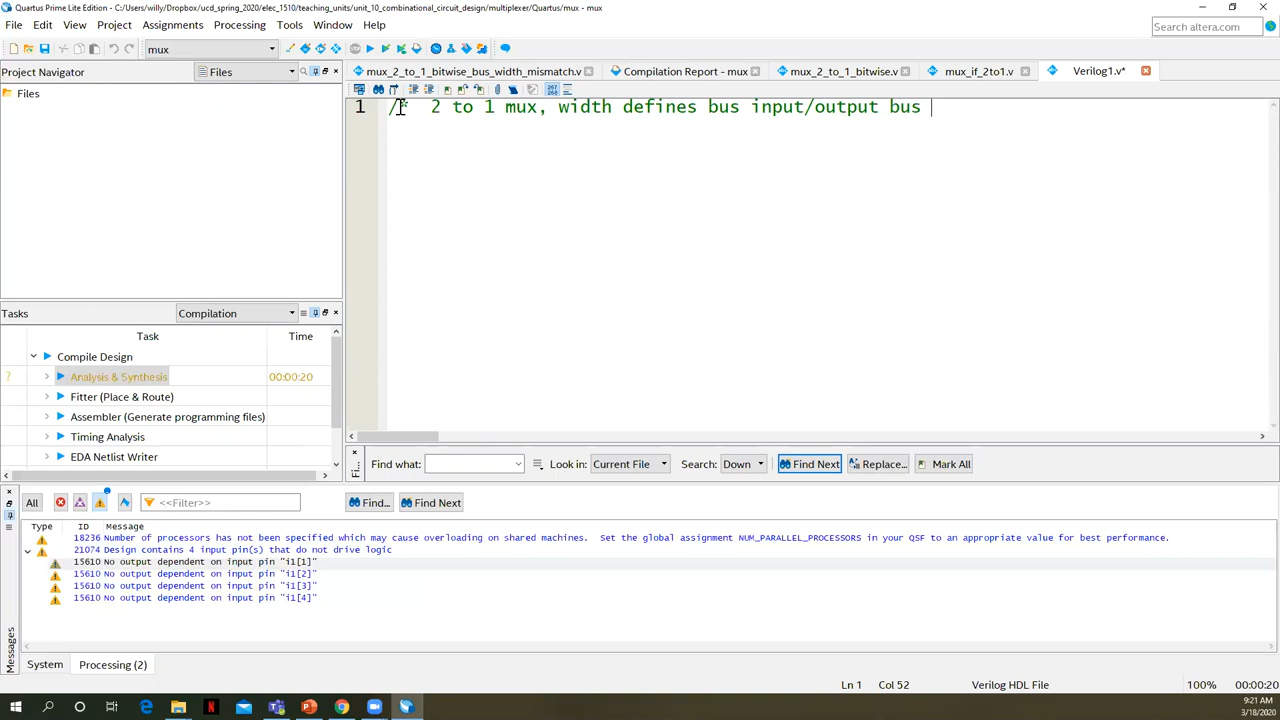 Quartus Prime Lite Edition - C:/Users/willy/Dropbox/ucd_spring_2020/elec_1510/teaching_units/unit_10_combinational_circuit_design/multiplexer/Quartus/mux - mux
File Edit View Project Assignments Processing Tools Window Help
Search altera.com
mux
Project Navigator Files
mux_2_to_1_bitwise_bus_width_mismatch.v Compilation Report - mux mux_2_to_1_bitwise.v mux_if_2to1.v Verilog1.v*
Files
1 /* 2 to 1 mux, width defines bus input/output bus
Tasks Compilation
Task Time
Compile Design
? Analysis & Synthesis 00:00:20
Fitter (Place & Route)
Assembler (Generate programming files)
Timing Analysis
EDA Netlist Writer
Find what: Look in: Current File Search: Down Find Next Replace... Mark All
All <<Filter>> Find... Find Next
Type ID Message
18236 Number of processors has not been specified which may cause overloading on shared machines. Set the global assignment NUM_PARALLEL_PROCESSORS in your QSF to an appropriate value for best performance.
21074 Design contains 4 input pin(s) that do not drive logic
15610 No output dependent on input pin "i1[1]"
15610 No output dependent on input pin "i1[2]"
15610 No output dependent on input pin "i1[3]"
15610 No output dependent on input pin "i1[4]"
Messages
System Processing (2)
Ln 1 Col 52 Verilog HDL File 100% 00:00:20
9:21 AM
3/18/2020